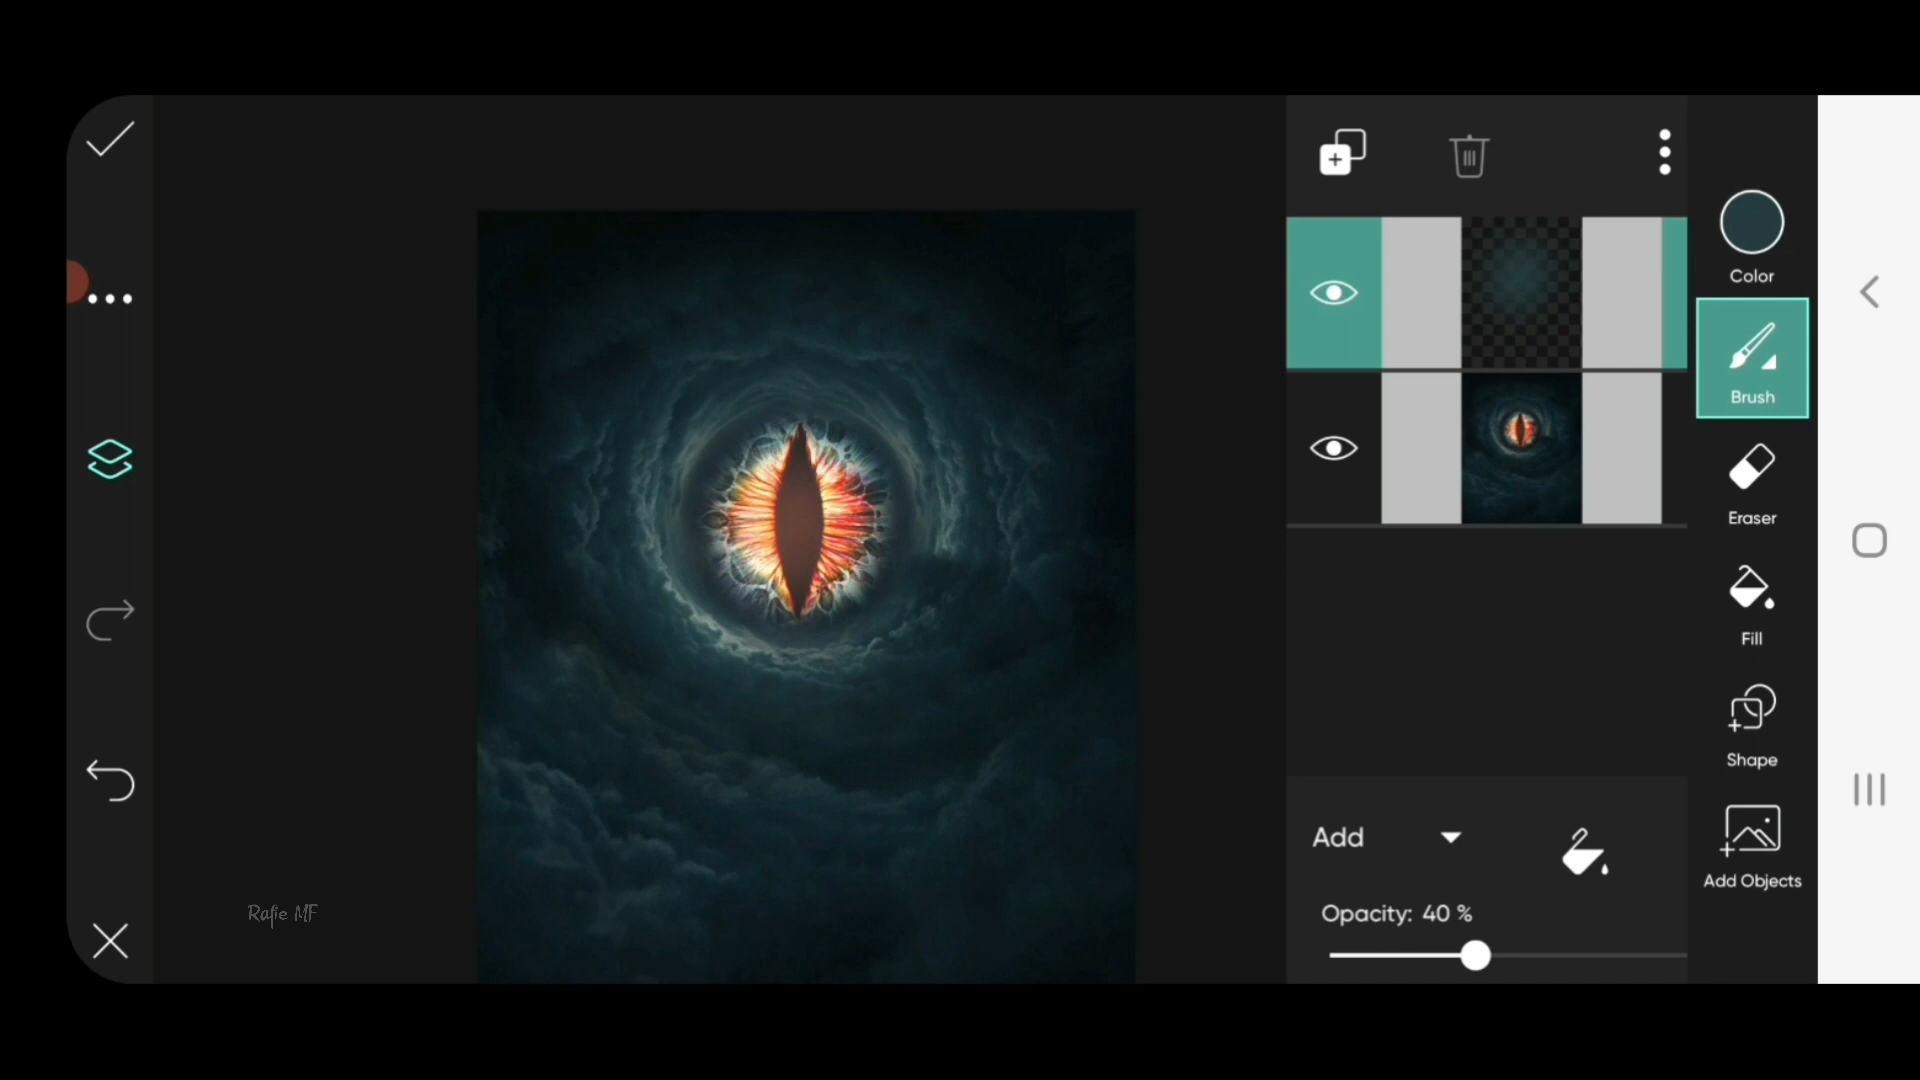 Color
Brush
Eraser
Fill
Shape
Add Objects
Add
Opacity: 40 %
Rafie MF